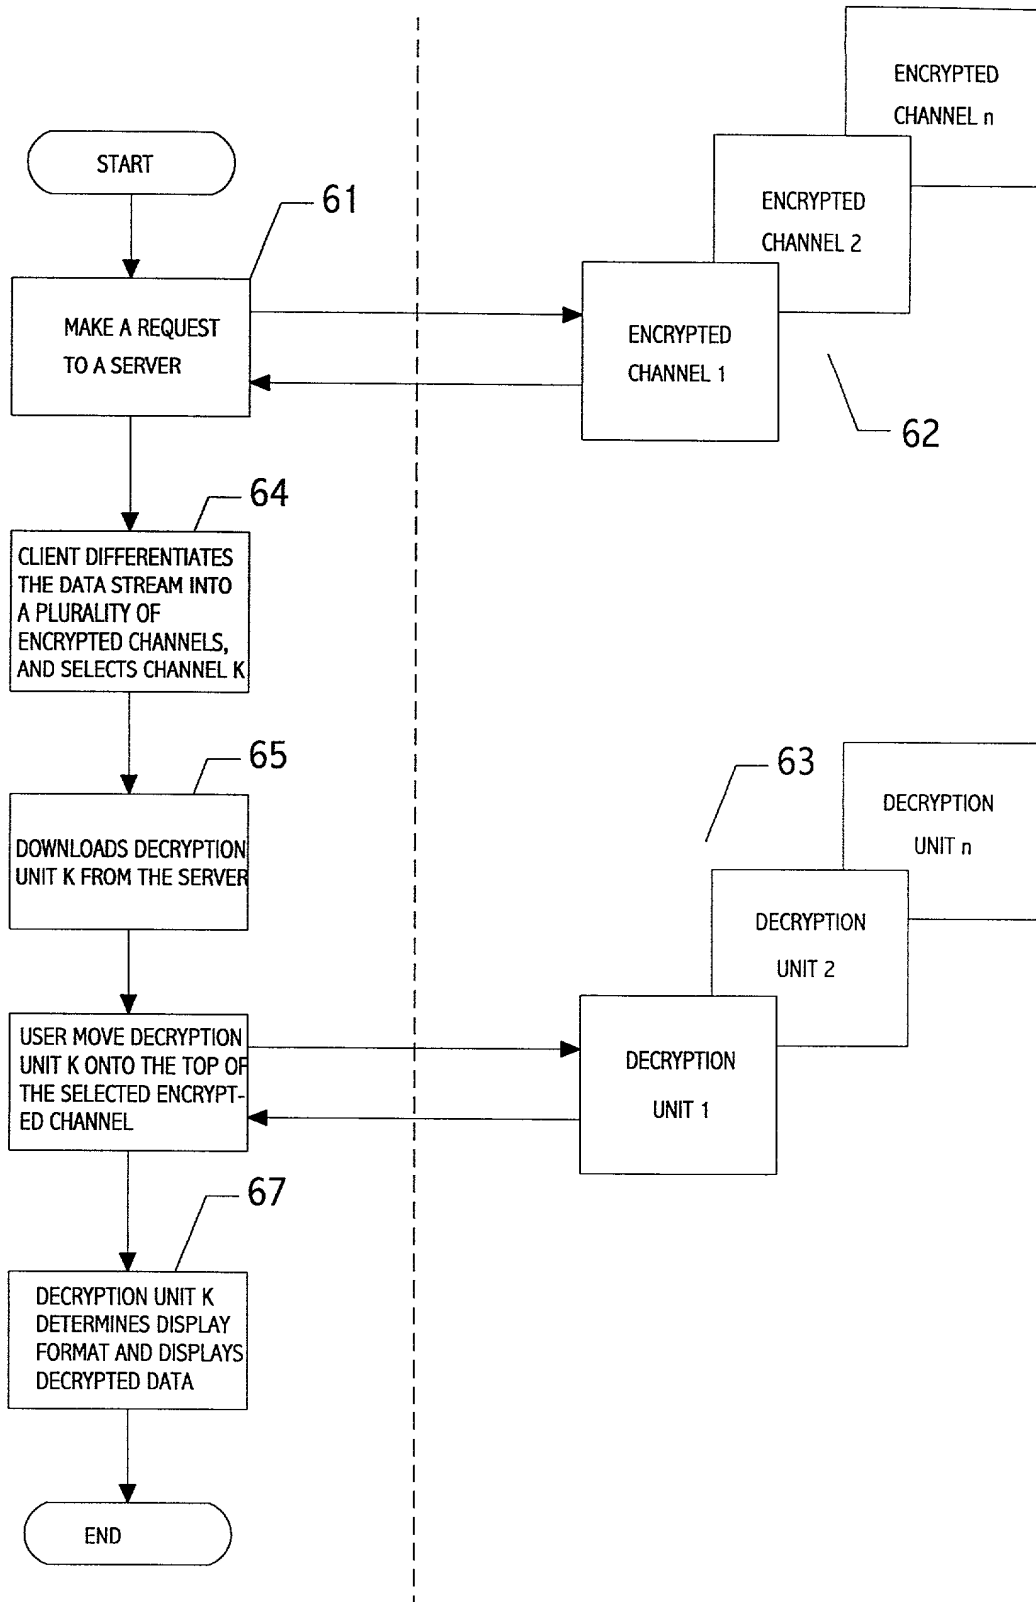 START
61
MAKE A REQUEST
TO A SERVER
ENCRYPTED
CHANNEL n
ENCRYPTED
CHANNEL 2
ENCRYPTED
CHANNEL 1
62
64
CLIENT DIFFERENTIATES
THE DATA STREAM INTO
A PLURALITY OF
ENCRYPTED CHANNELS,
AND SELECTS CHANNEL K
65
DOWNLOADS DECRYPTION
UNIT K FROM THE SERVER
63
DECRYPTION
UNIT n
DECRYPTION
UNIT 2
DECRYPTION
UNIT 1
USER MOVE DECRYPTION
UNIT K ONTO THE TOP OF
THE SELECTED ENCRYPT-
ED CHANNEL
67
DECRYPTION UNIT K
DETERMINES DISPLAY
FORMAT AND DISPLAYS
DECRYPTED DATA
END